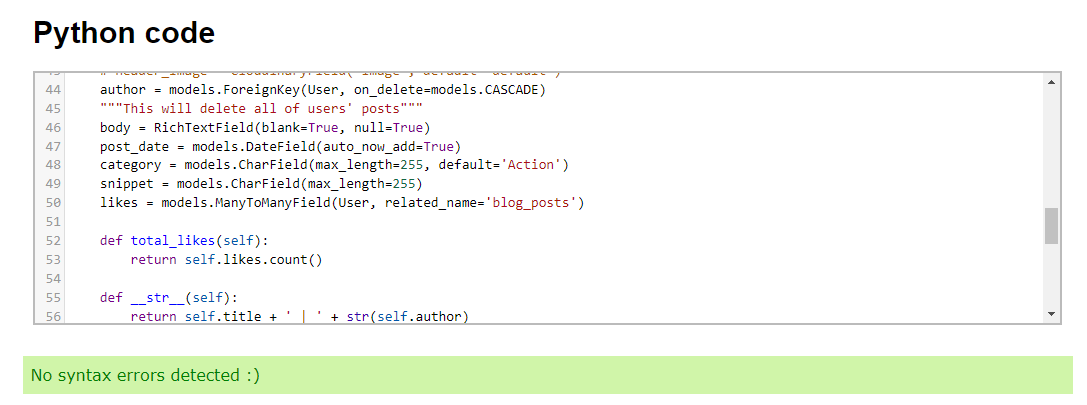 Python code
44 author = models.ForeignKey(User, on_delete=models.CASCADE)
45 """This will delete all of users' posts"""
46 body = RichTextField(blank=True, null=True)
47 post_date = models.DateField(auto_now_add=True)
48 category = models.CharField(max_length=255, default='Action')
49 snippet = models.CharField(max_length=255)
50 likes = models.ManyToManyField(User, related_name='blog_posts')
51
52 def total_likes(self):
53 return self.likes.count()
54
55 def __str__(self):
56 return self.title + ' | ' + str(self.author)
No syntax errors detected :)